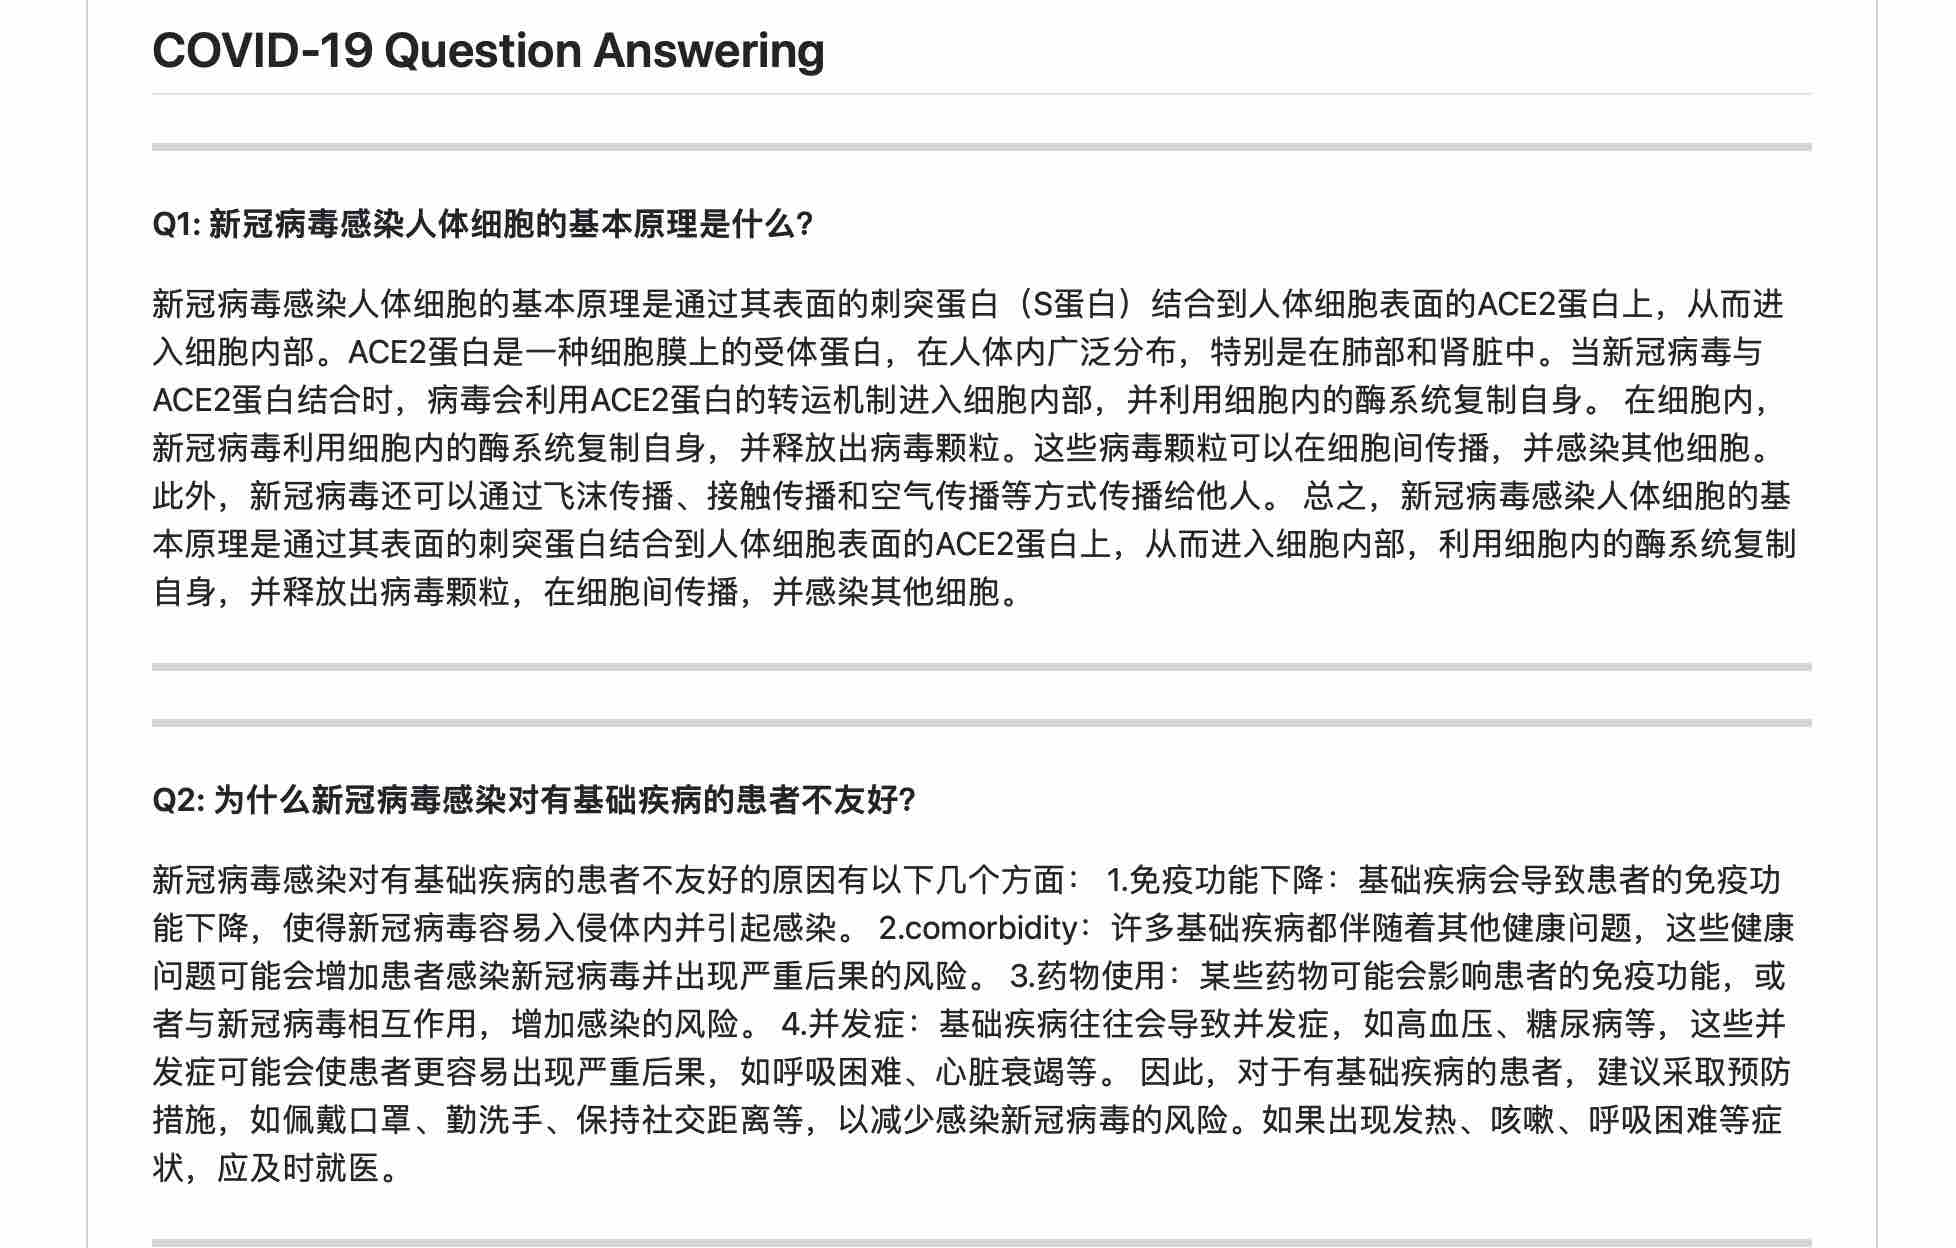 COVID-19 Question Answering
Q1: 新冠病毒感染人体细胞的基本原理是什么?
新冠病毒感染人体细胞的基本原理是通过其表面的刺突蛋白（S蛋白）结合到人体细胞表面的ACE2蛋白上，从而进
入细胞内部。ACE2蛋白是一种细胞膜上的受体蛋白，在人体内广泛分布，特别是在肺部和肾脏中。当新冠病毒与
ACE2蛋白结合时，病毒会利用ACE2蛋白的转运机制进入细胞内部，并利用细胞内的酶系统复制自身。 在细胞内，
新冠病毒利用细胞内的酶系统复制自身，并释放出病毒颗粒。这些病毒颗粒可以在细胞间传播，并感染其他细胞。
此外，新冠病毒还可以通过飞沫传播、接触传播和空气传播等方式传播给他人。 总之，新冠病毒感染人体细胞的基
本原理是通过其表面的刺突蛋白结合到人体细胞表面的ACE2蛋白上，从而进入细胞内部，利用细胞内的酶系统复制
自身，并释放出病毒颗粒，在细胞间传播，并感染其他细胞。
Q2: 为什么新冠病毒感染对有基础疾病的患者不友好?
新冠病毒感染对有基础疾病的患者不友好的原因有以下几个方面： 1.免疫功能下降：基础疾病会导致患者的免疫功
能下降，使得新冠病毒容易入侵体内并引起感染。 2.comorbidity：许多基础疾病都伴随着其他健康问题，这些健康
问题可能会增加患者感染新冠病毒并出现严重后果的风险。 3.药物使用：某些药物可能会影响患者的免疫功能，或
者与新冠病毒相互作用，增加感染的风险。 4.并发症：基础疾病往往会导致并发症，如高血压、糖尿病等，这些并
发症可能会使患者更容易出现严重后果，如呼吸困难、心脏衰竭等。 因此，对于有基础疾病的患者，建议采取预防
措施，如佩戴口罩、勤洗手、保持社交距离等，以减少感染新冠病毒的风险。如果出现发热、咳嗽、呼吸困难等症
状，应及时就医。